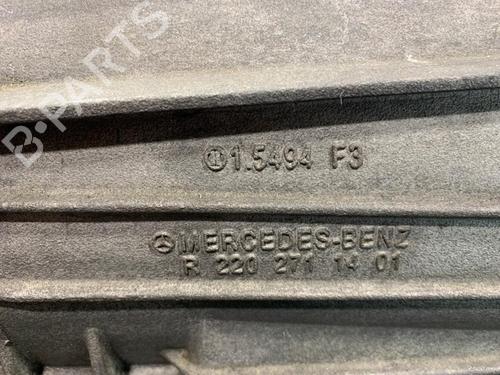 B-PARTS
1.5494 F3
MERCEDES-BENZ
R 220 271 14 01